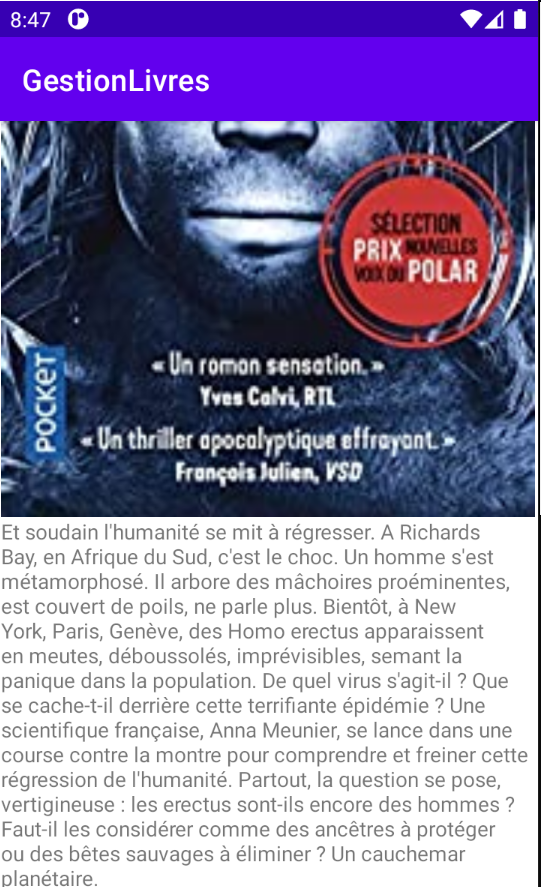 8:47
GestionLivres
SÉLECTION
PRIX NOUVELLES
VOIX DU POLAR
« Un roman sensation. »
Yves Calvi, RTL
POCKET
« Un thriller apocalyptique effrayant. »
François Julien, VSD
Et soudain l'humanité se mit à régresser. A Richards
Bay, en Afrique du Sud, c'est le choc. Un homme s'est
métamorphosé. Il arbore des mâchoires proéminentes,
est couvert de poils, ne parle plus. Bientôt, à New
York, Paris, Genève, des Homo erectus apparaissent
en meutes, déboussolés, imprévisibles, semant la
panique dans la population. De quel virus s'agit-il ? Que
se cache-t-il derrière cette terrifiante épidémie ? Une
scientifique française, Anna Meunier, se lance dans une
course contre la montre pour comprendre et freiner cette
régression de l'humanité. Partout, la question se pose,
vertigineuse : les erectus sont-ils encore des hommes ?
Faut-il les considérer comme des ancêtres à protéger
ou des bêtes sauvages à éliminer ? Un cauchemar
planétaire.